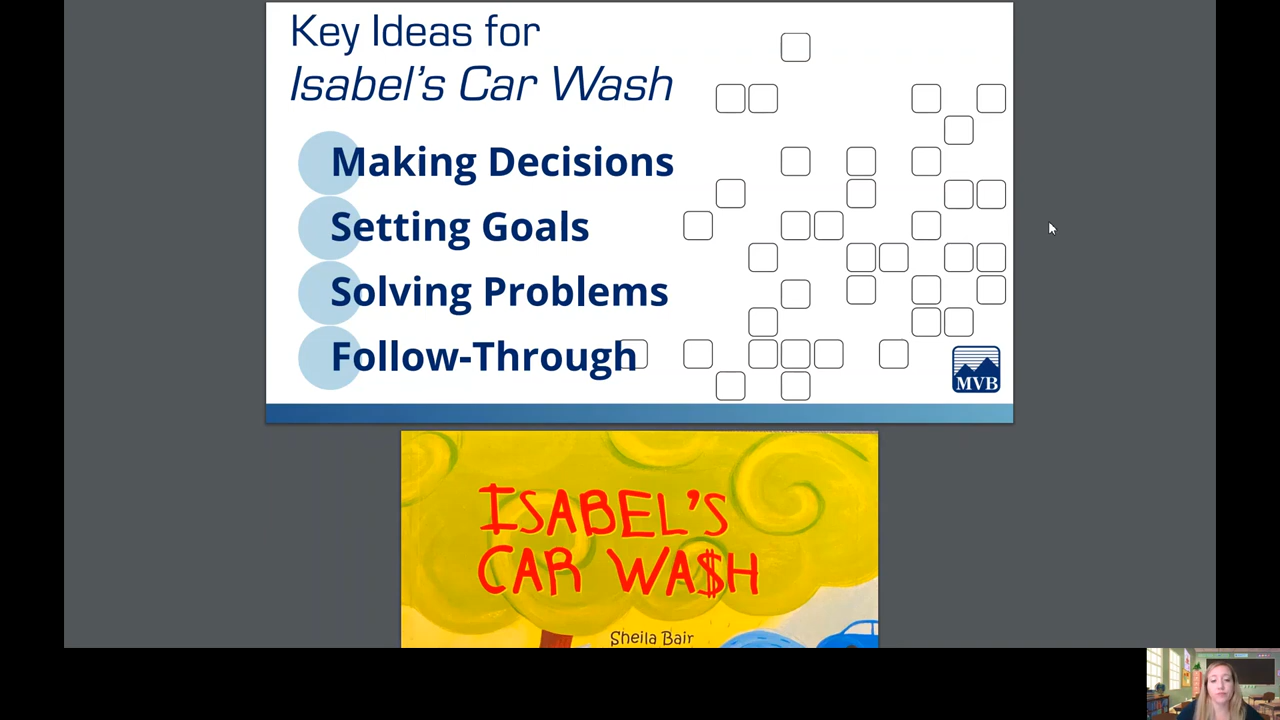 Key Ideas for
Isabel's Car Wash
Making Decisions
Setting Goals
Solving Problems
Follow-Through
MVB
ISABEL'S
CAR WA$H
Sheila Bair